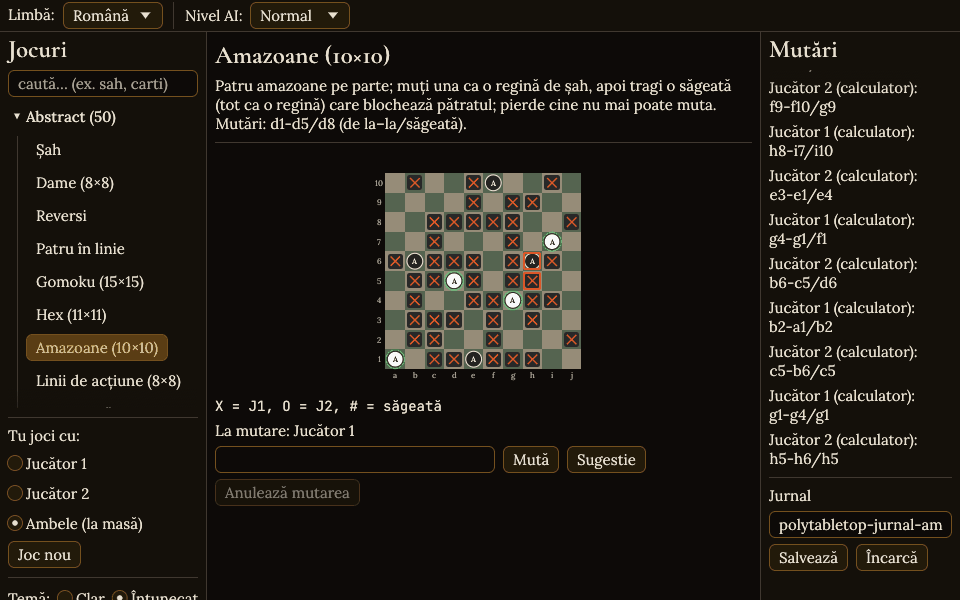 Limbă:
Română ▼
Nivel AI:
Normal ▼
Jocuri
caută... (ex. sah, carti)
▾ Abstract (50)
Șah
Dame (8×8)
Reversi
Patru în linie
Gomoku (15×15)
Hex (11×11)
Amazoane (10×10)
Linii de acțiune (8×8)
Tu joci cu:
Jucător 1
Jucător 2
Ambele (la masă)
Joc nou
Temă:
Clar
Întunecat
Amazoane (10×10)
Patru amazoane pe parte; muți una ca o regină de șah, apoi tragi o săgeată
(tot ca o regină) care blochează pătratul; pierde cine nu mai poate muta.
Mutări: d1-d5/d8 (de la–la/săgeată).
10 A
9
8
7 A
6 A A
5 A
4 A
3
2
1 A A
a b c d e f g h i j
X = J1, O = J2, # = săgeată
La mutare: Jucător 1
Mută
Sugestie
Anulează mutarea
Mutări
Jucător 2 (calculator):
f9-f10/g9
Jucător 1 (calculator):
h8-i7/i10
Jucător 2 (calculator):
e3-e1/e4
Jucător 1 (calculator):
g4-g1/f1
Jucător 2 (calculator):
b6-c5/d6
Jucător 1 (calculator):
b2-a1/b2
Jucător 2 (calculator):
c5-b6/c5
Jucător 1 (calculator):
g1-g4/g1
Jucător 2 (calculator):
h5-h6/h5
Jurnal
polytabletop-jurnal-am
Salvează
Încarcă